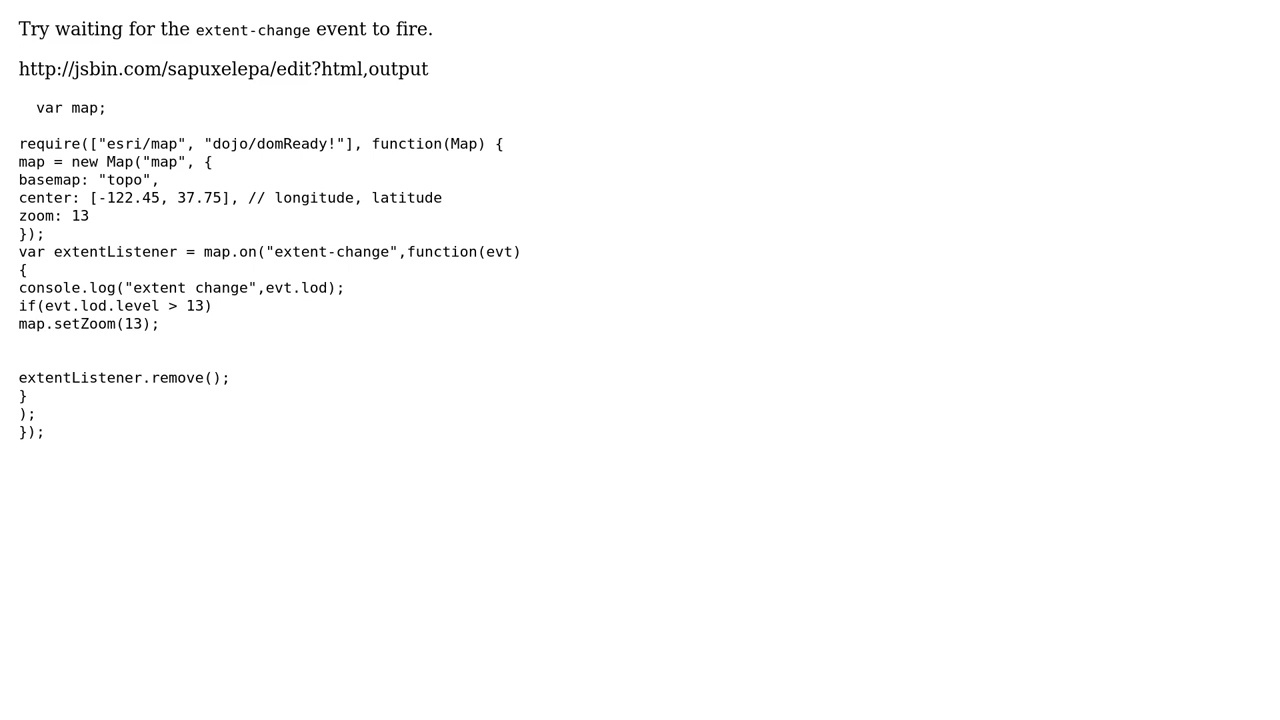 Try waiting for the extent-change event to fire.
http://jsbin.com/sapuxelepa/edit?html,output
var map;
require(["esri/map", "dojo/domReady!"], function(Map) {
map = new Map("map", {
basemap: "topo",
center: [-122.45, 37.75], // longitude, latitude
zoom: 13
});
var extentListener = map.on("extent-change",function(evt)
{
console.log("extent change",evt.lod);
if(evt.lod.level > 13)
map.setZoom(13);
extentListener.remove();
}
);
});